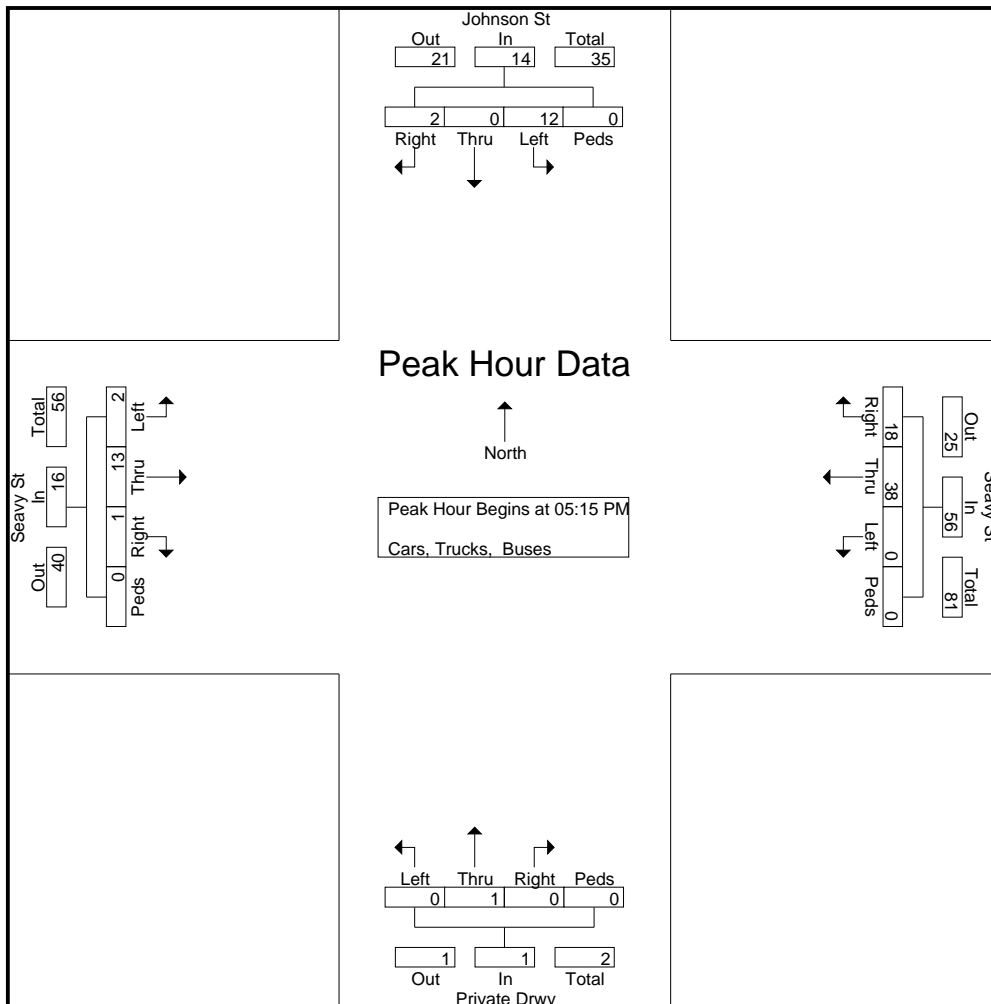 Johnson St
Out In Total
21 14 35
2 0 12 0
Right Thru Left Peds
Peak Hour Data
North
Peak Hour Begins at 05:15 PM
Cars, Trucks, Buses
Seavy St
Total In Out
56 16 40
2 13 1 0
Left Thru Right Peds
Right Thru Left Peds
18 38 0 0
Out In Total
25 56 81
Seavy St
Left Thru Right Peds
0 1 0 0
1 1 2
Out In Total
Private Drwy